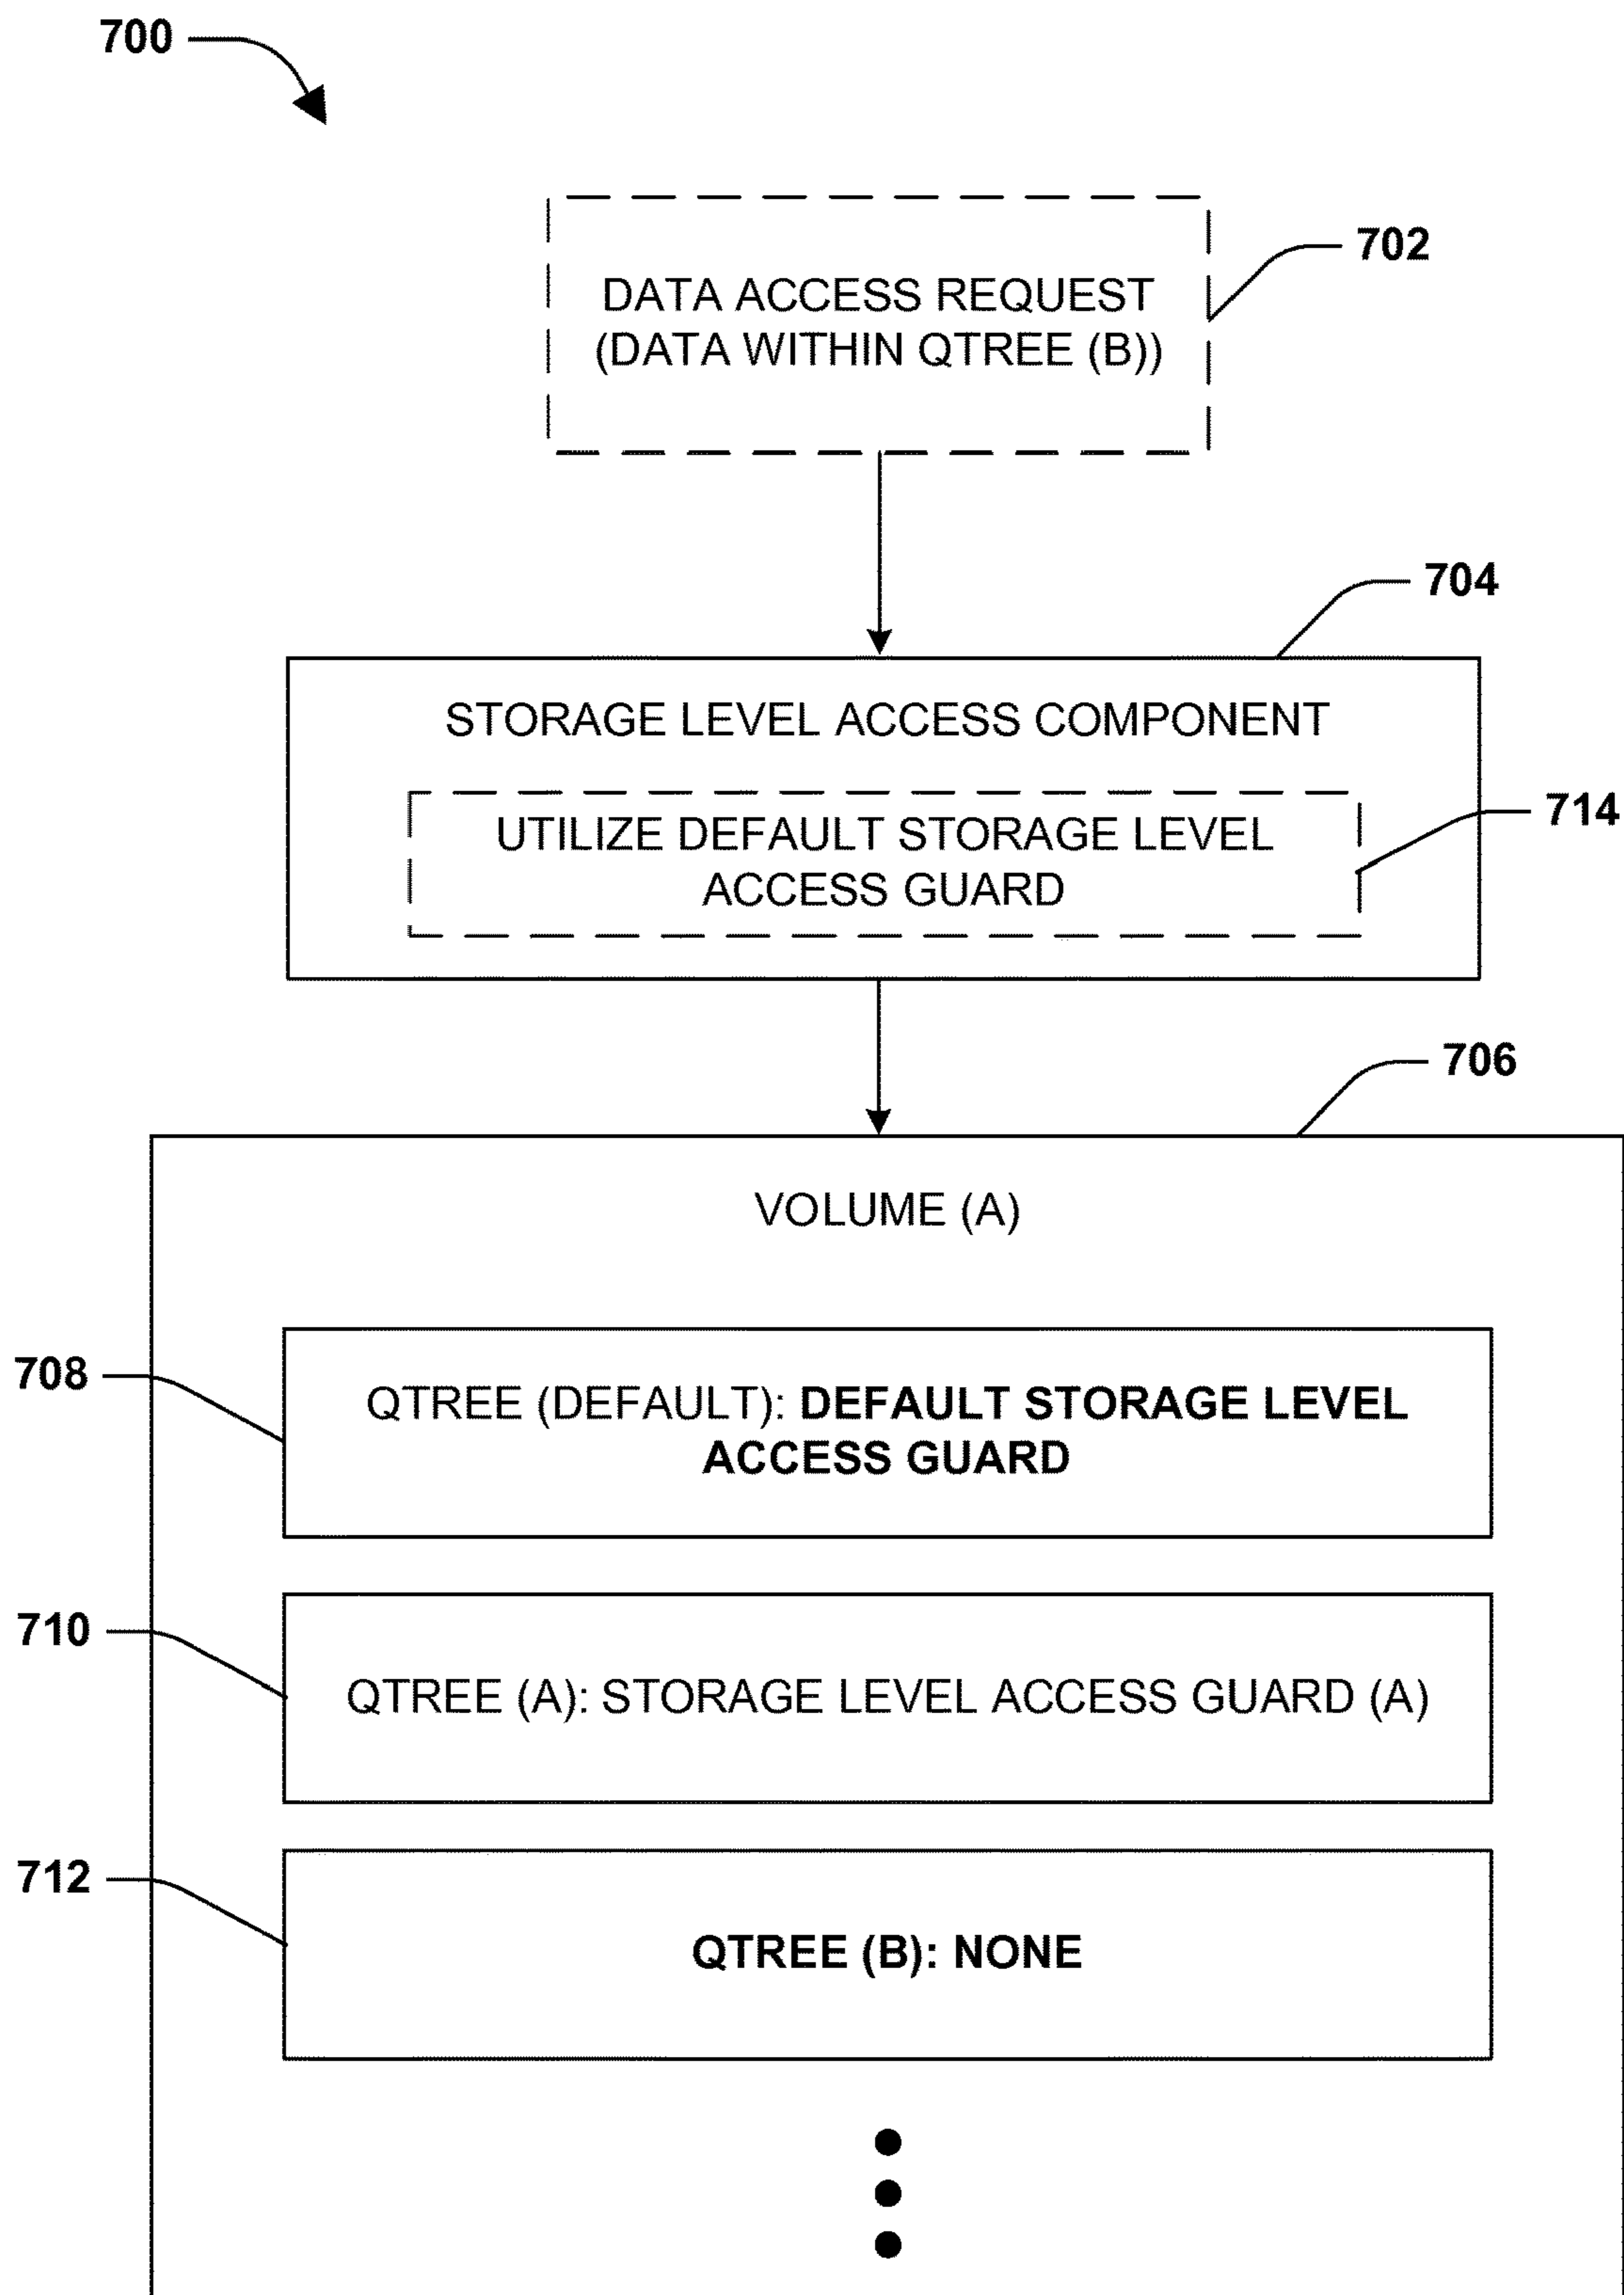 700
702
DATA ACCESS REQUEST
(DATA WITHIN QTREE (B))
704
STORAGE LEVEL ACCESS COMPONENT
714
UTILIZE DEFAULT STORAGE LEVEL
ACCESS GUARD
706
VOLUME (A)
708
QTREE (DEFAULT): DEFAULT STORAGE LEVEL
ACCESS GUARD
710
QTREE (A): STORAGE LEVEL ACCESS GUARD (A)
712
QTREE (B): NONE